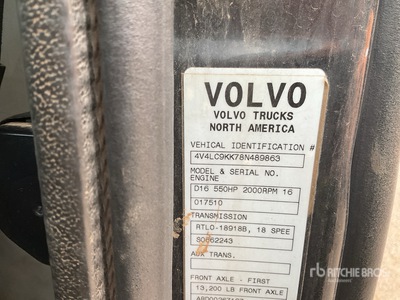 VOLVO
VOLVO TRUCKS
NORTH AMERICA
VEHICAL IDENTIFICATION #
4V4LC9KK78N489863
MODEL & SERIAL NO.
ENGINE
D16 550HP 2000RPM 16
017510
TRANSMISSION
RTLO-18918B, 18 SPEE
S0662243
AUX TRANS.
FRONT AXLE - FIRST
13,200 LB FRONT AXLE
rb RITCHIE BROS